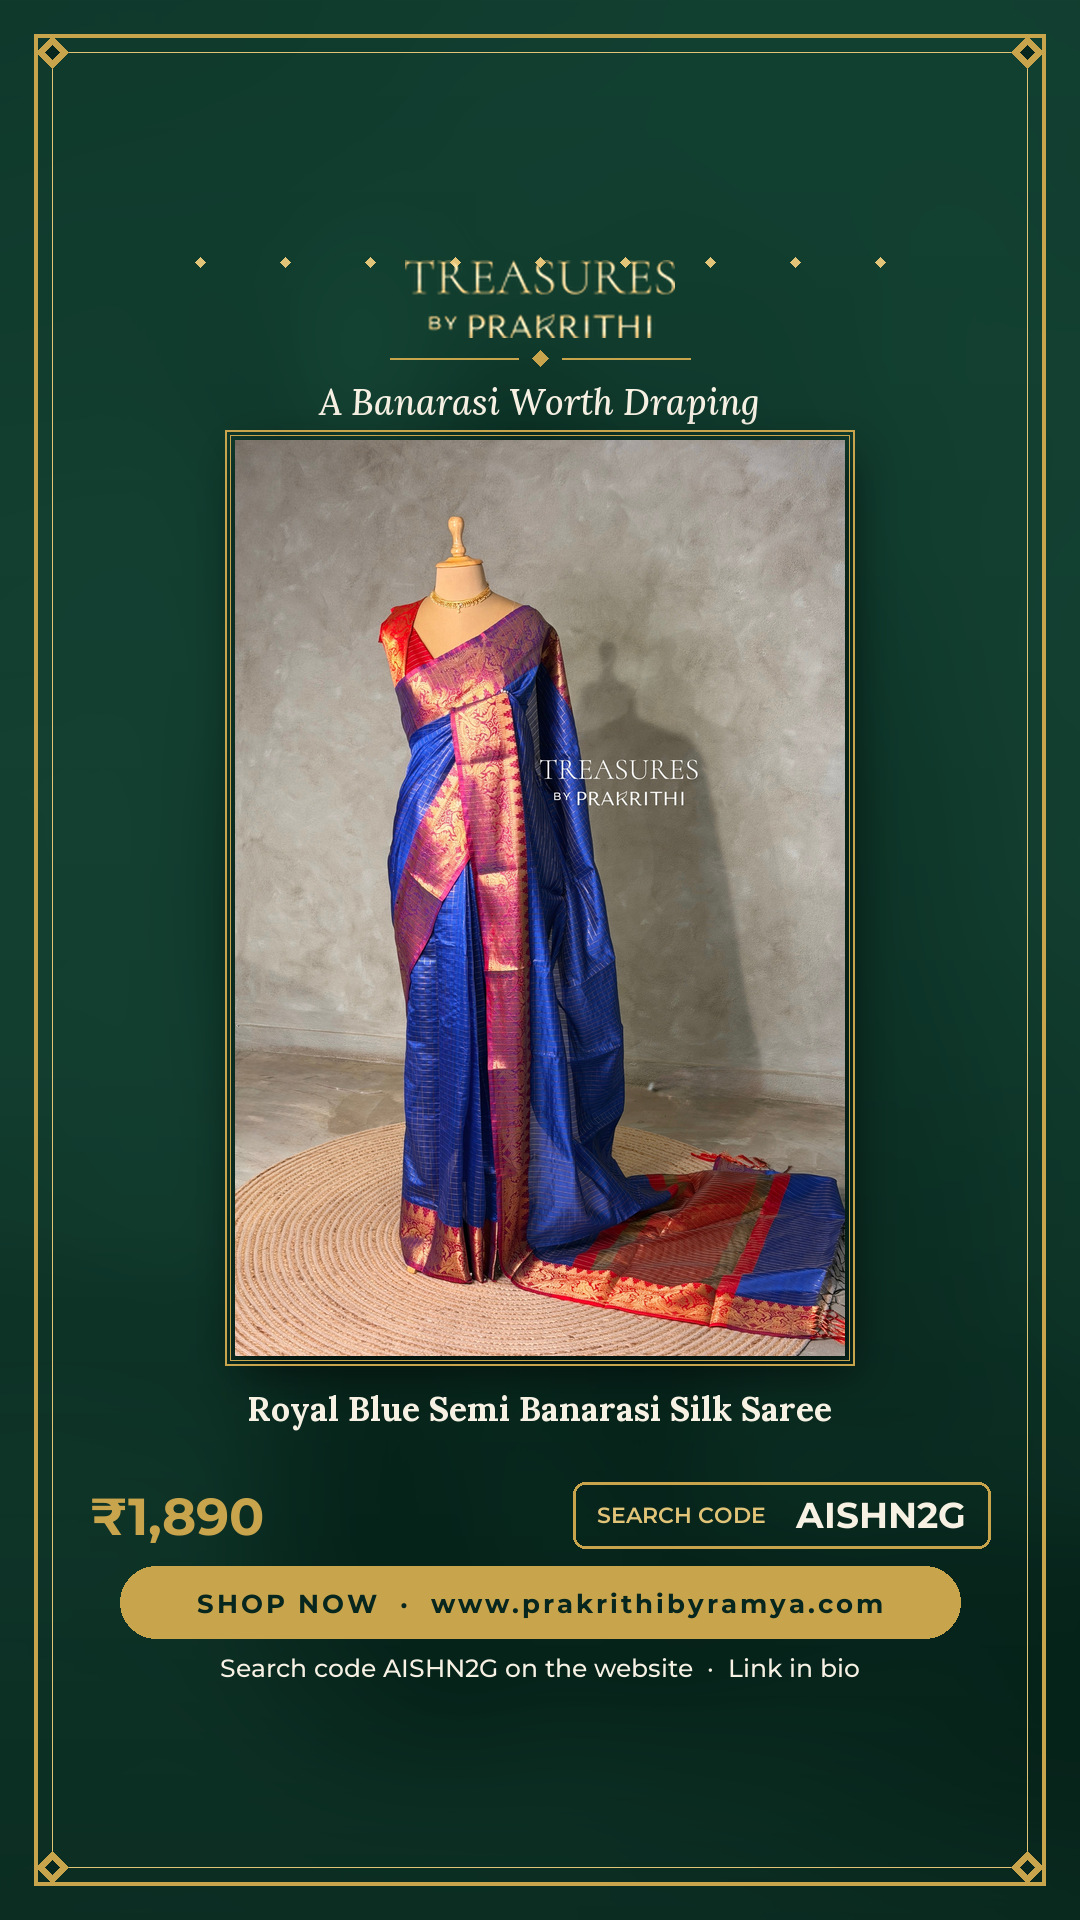 TREASURES
BY PRAKRITHI
A Banarasi Worth Draping
TREASURES
BY PRAKRITHI
Royal Blue Semi Banarasi Silk Saree
₹1,890
SEARCH CODE AISHN2G
SHOP NOW · www.prakrithibyramya.com
Search code AISHN2G on the website · Link in bio